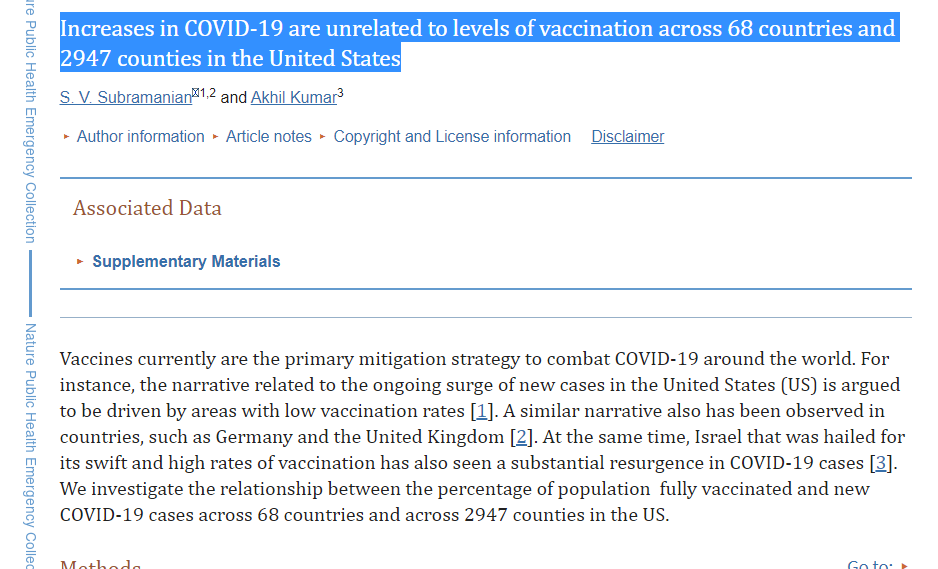 Increases in COVID-19 are unrelated to levels of vaccination across 68 countries and
2947 counties in the United States
S. V. Subramanian1,2 and Akhil Kumar3
▸ Author information ▸ Article notes ▸ Copyright and License information Disclaimer
Associated Data
▸ Supplementary Materials
Vaccines currently are the primary mitigation strategy to combat COVID-19 around the world. For
instance, the narrative related to the ongoing surge of new cases in the United States (US) is argued
to be driven by areas with low vaccination rates [1]. A similar narrative also has been observed in
countries, such as Germany and the United Kingdom [2]. At the same time, Israel that was hailed for
its swift and high rates of vaccination has also seen a substantial resurgence in COVID-19 cases [3].
We investigate the relationship between the percentage of population fully vaccinated and new
COVID-19 cases across 68 countries and across 2947 counties in the US.
Methods
Go to: ▸
Public Health Emergency Collection
Nature Public Health Emergency